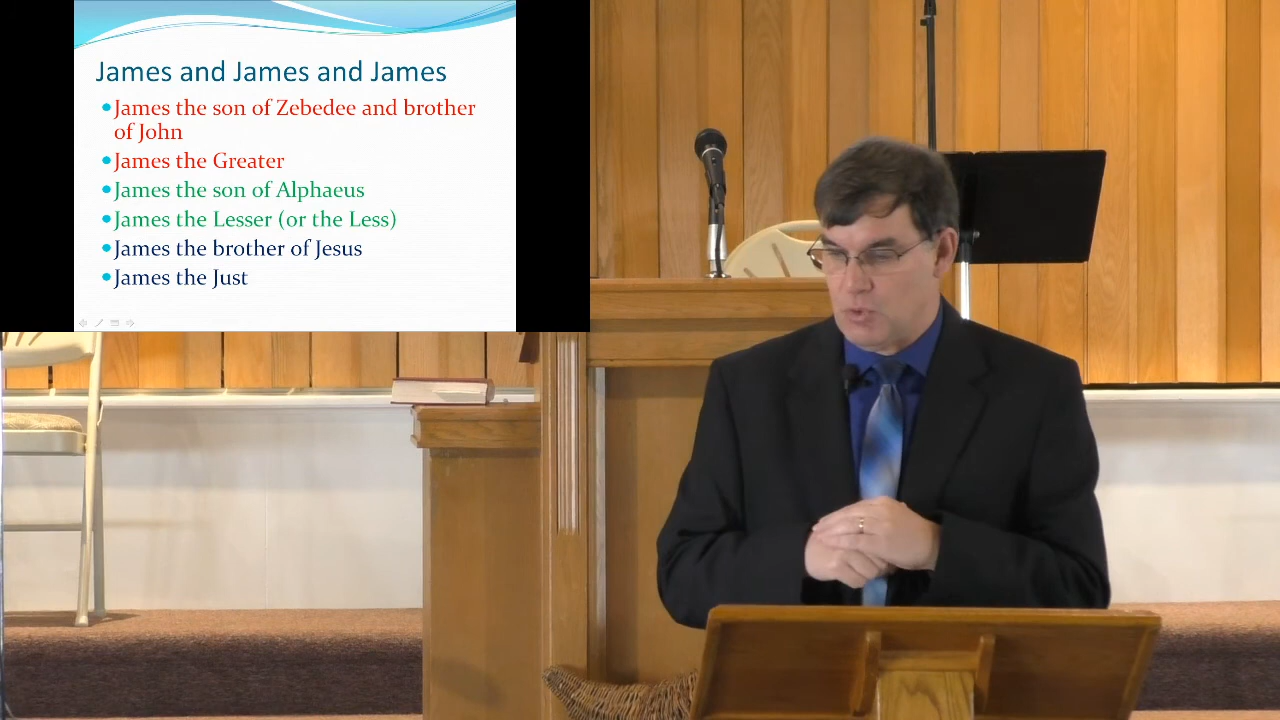 James and James and James
James the son of Zebedee and brother
of John
James the Greater
James the son of Alphaeus
James the Lesser (or the Less)
James the brother of Jesus
James the Just